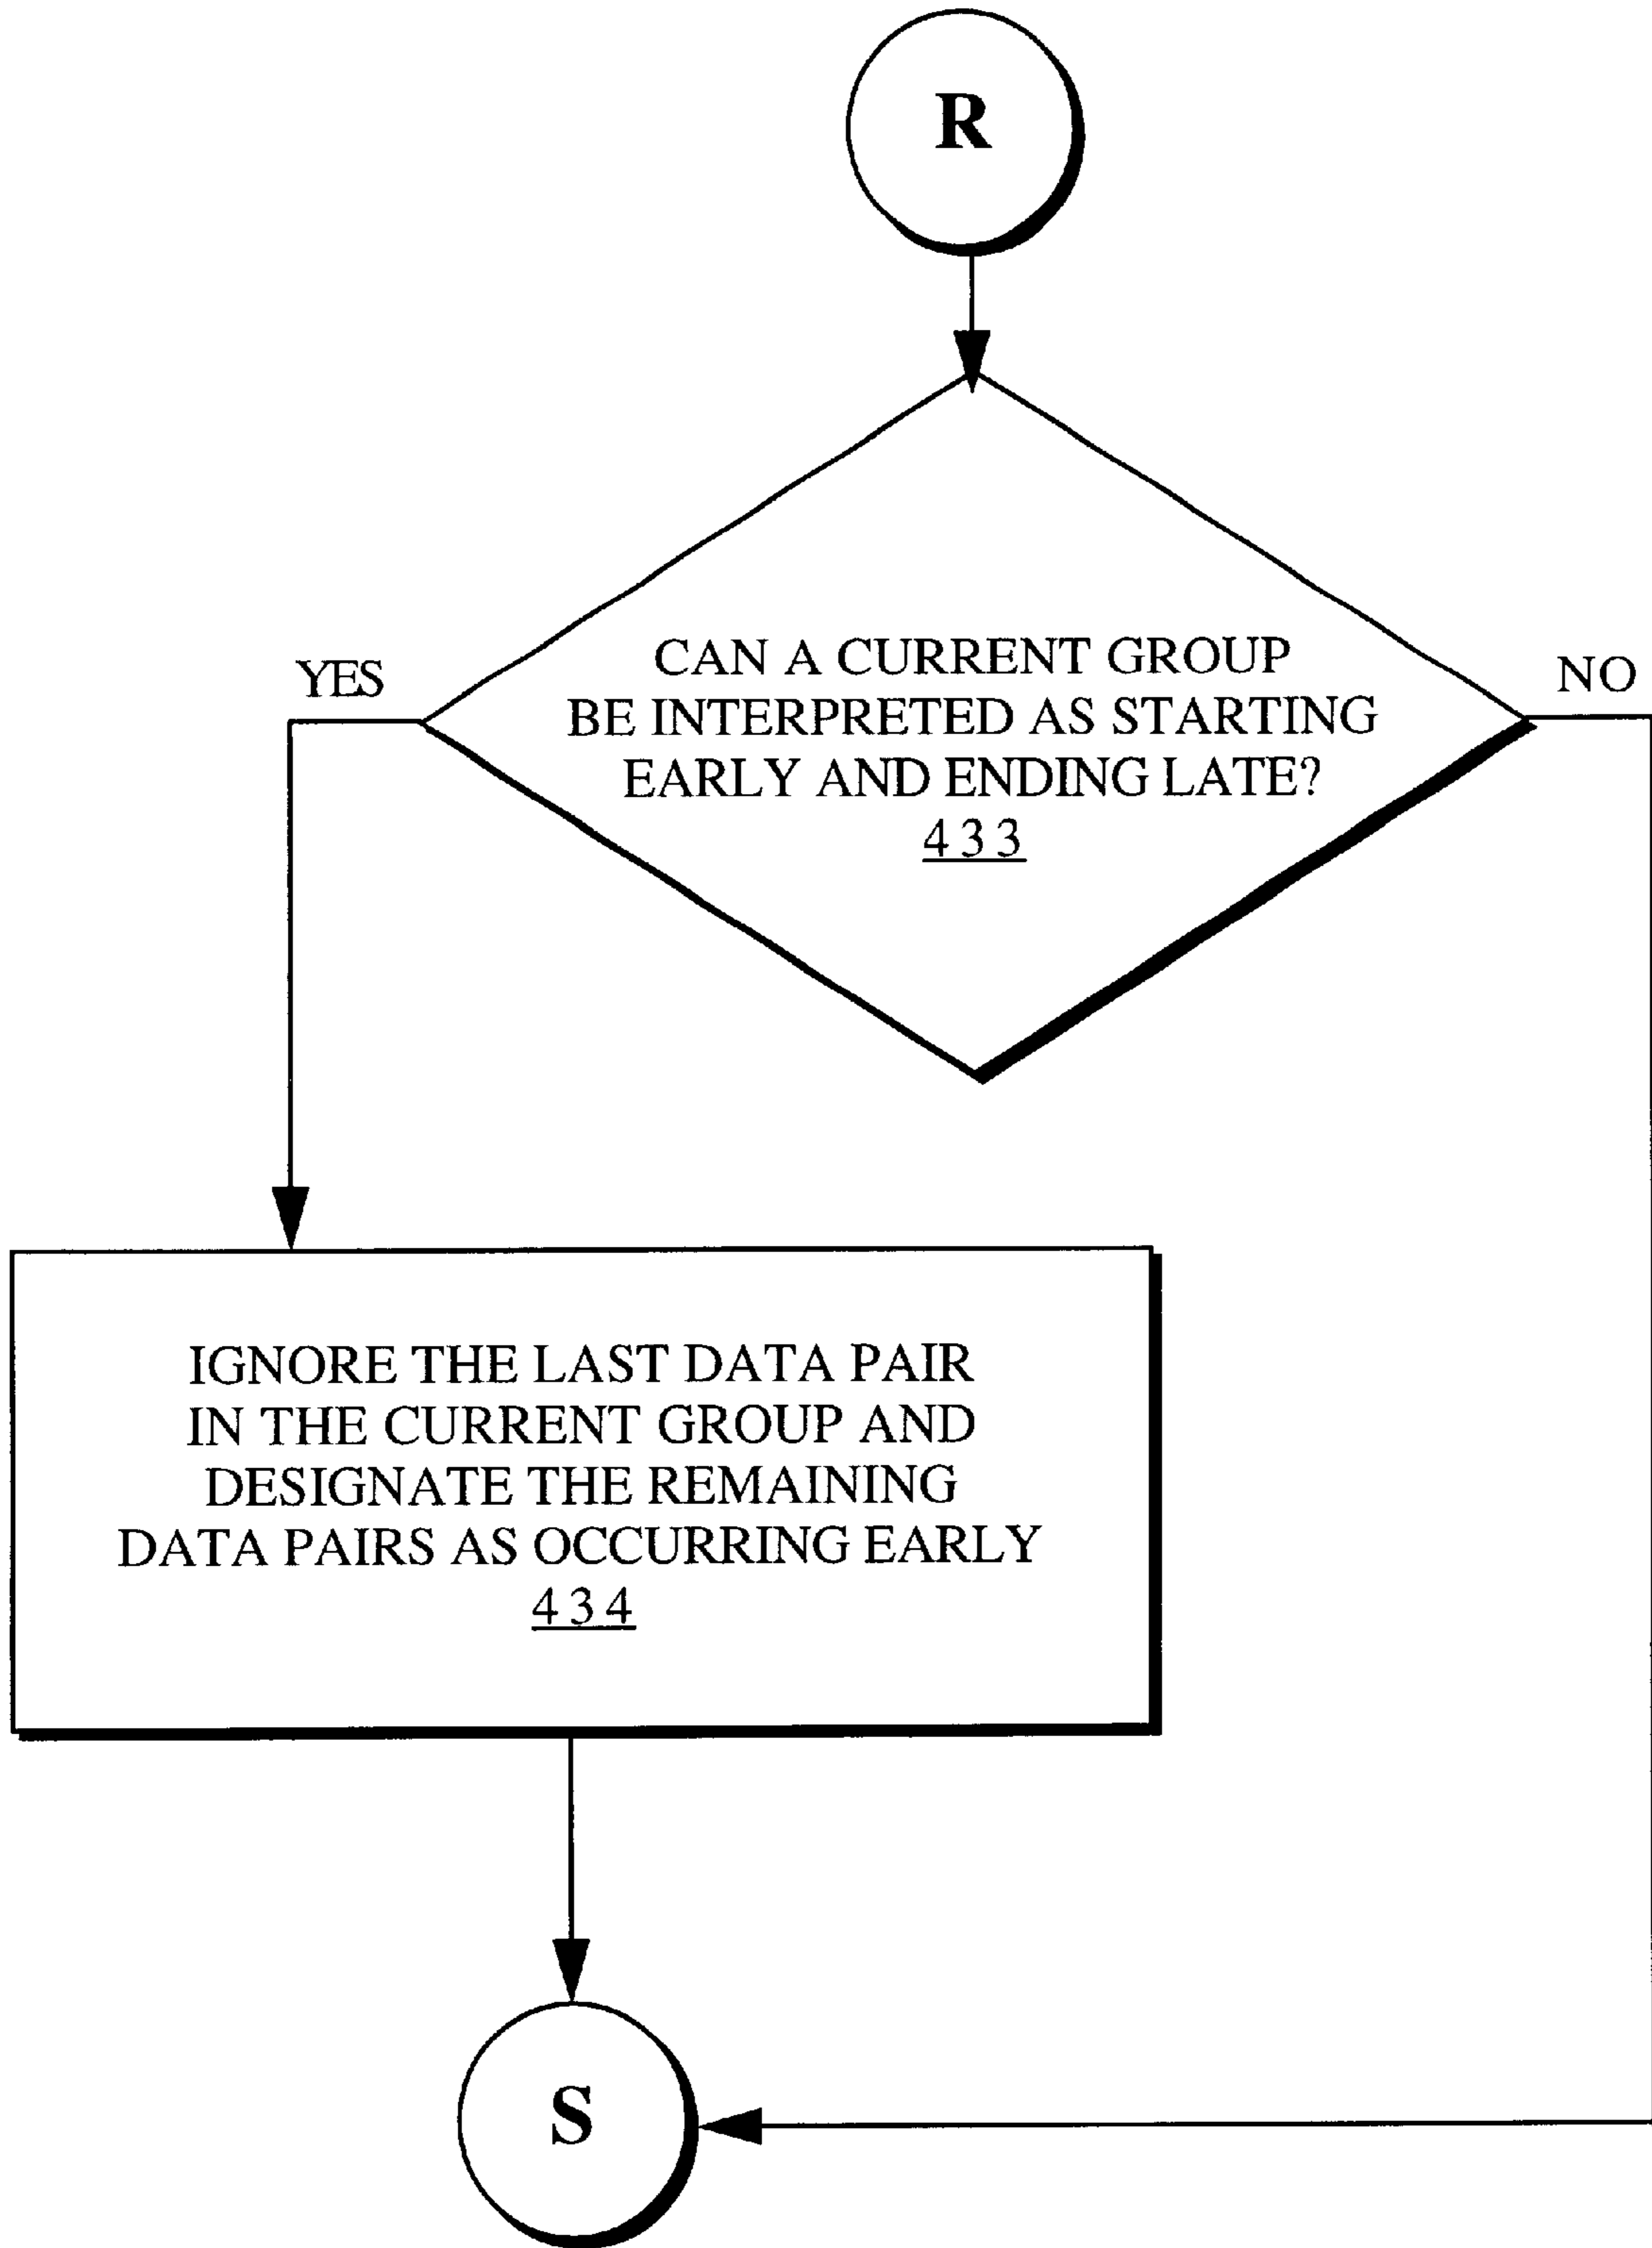 R
CAN A CURRENT GROUP
BE INTERPRETED AS STARTING
EARLY AND ENDING LATE?
433
YES
NO
IGNORE THE LAST DATA PAIR
IN THE CURRENT GROUP AND
DESIGNATE THE REMAINING
DATA PAIRS AS OCCURRING EARLY
434
S